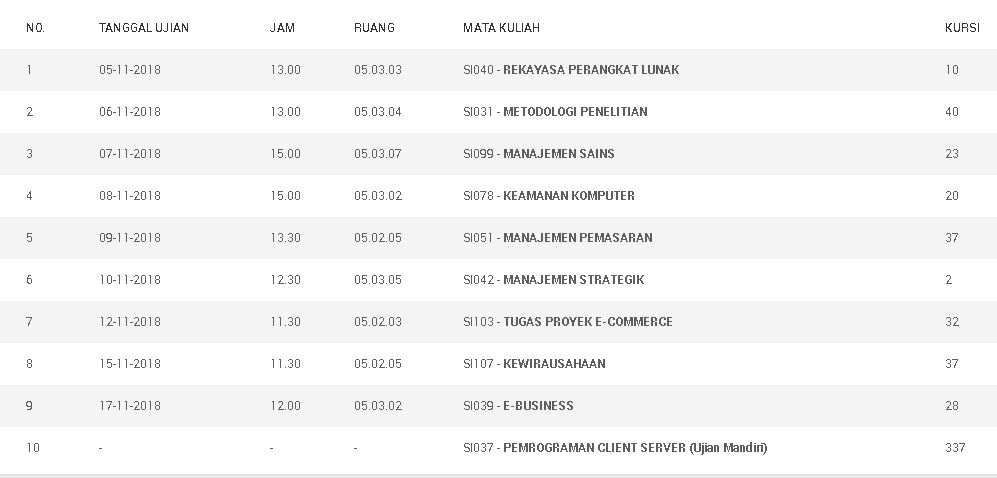 NO. TANGGAL UJIAN JAM RUANG MATA KULIAH KURSI
1 05-11-2018 13.00 05.03.03 SI040 - REKAYASA PERANGKAT LUNAK 10
2 06-11-2018 13.00 05.03.04 SI031 - METODOLOGI PENELITIAN 40
3 07-11-2018 15.00 05.03.07 SI099 - MANAJEMEN SAINS 23
4 08-11-2018 15.00 05.03.02 SI078 - KEAMANAN KOMPUTER 20
5 09-11-2018 13.30 05.02.05 SI051 - MANAJEMEN PEMASARAN 37
6 10-11-2018 12.30 05.03.05 SI042 - MANAJEMEN STRATEGIK 2
7 12-11-2018 11.30 05.02.03 SI103 - TUGAS PROYEK E-COMMERCE 32
8 15-11-2018 11.30 05.02.05 SI107 - KEWIRAUSAHAAN 37
9 17-11-2018 12.00 05.03.02 SI039 - E-BUSINESS 28
10 - - - SI037 - PEMROGRAMAN CLIENT SERVER (Ujian Mandiri) 337